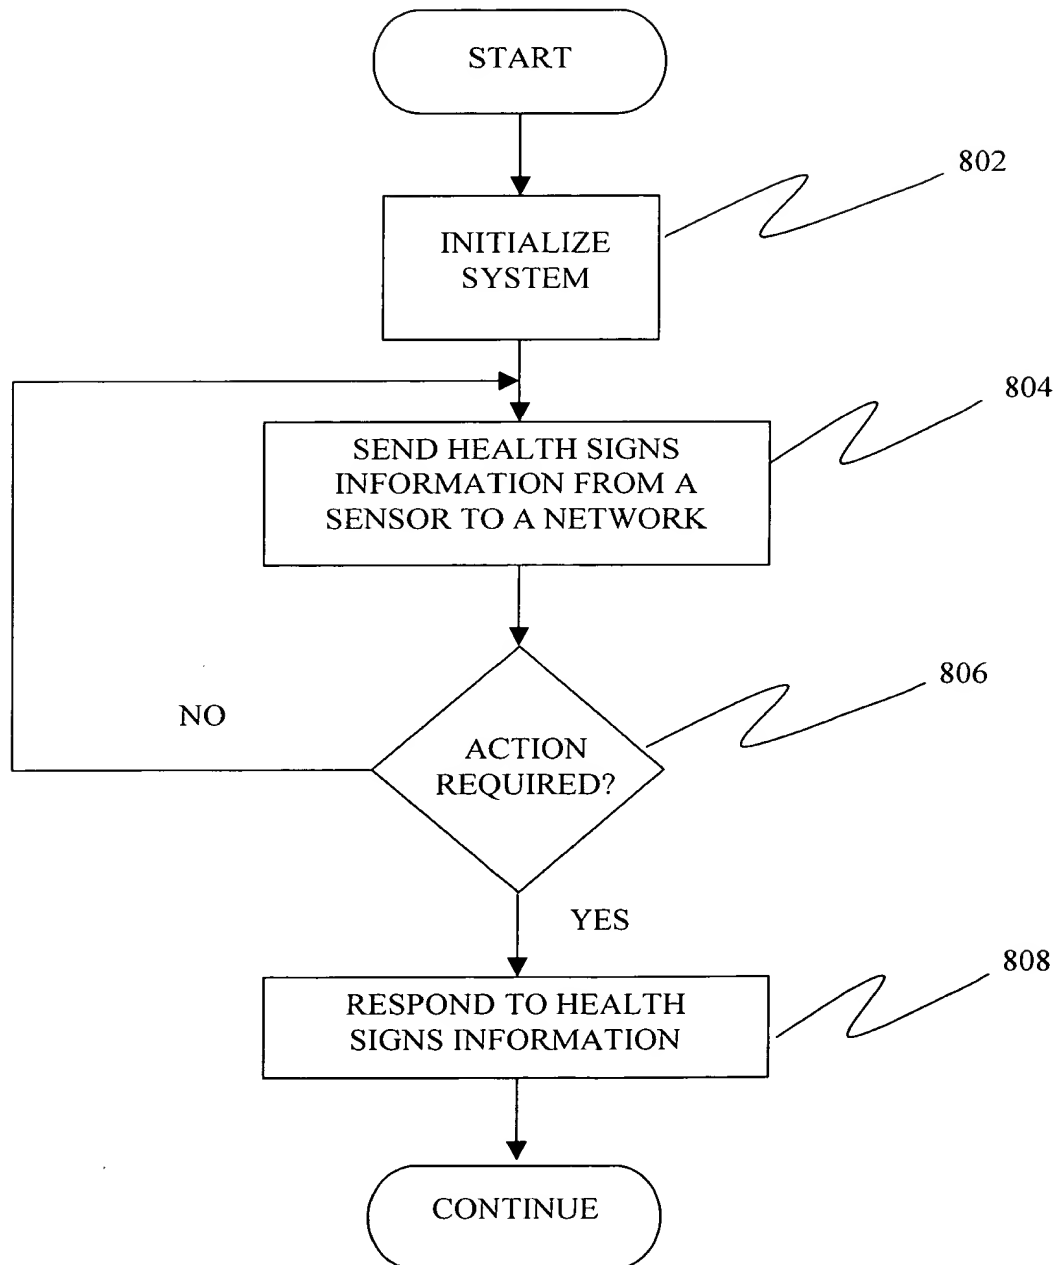 START
802
INITIALIZE
SYSTEM
804
SEND HEALTH SIGNS
INFORMATION FROM A
SENSOR TO A NETWORK
806
NO
ACTION
REQUIRED?
YES
808
RESPOND TO HEALTH
SIGNS INFORMATION
CONTINUE